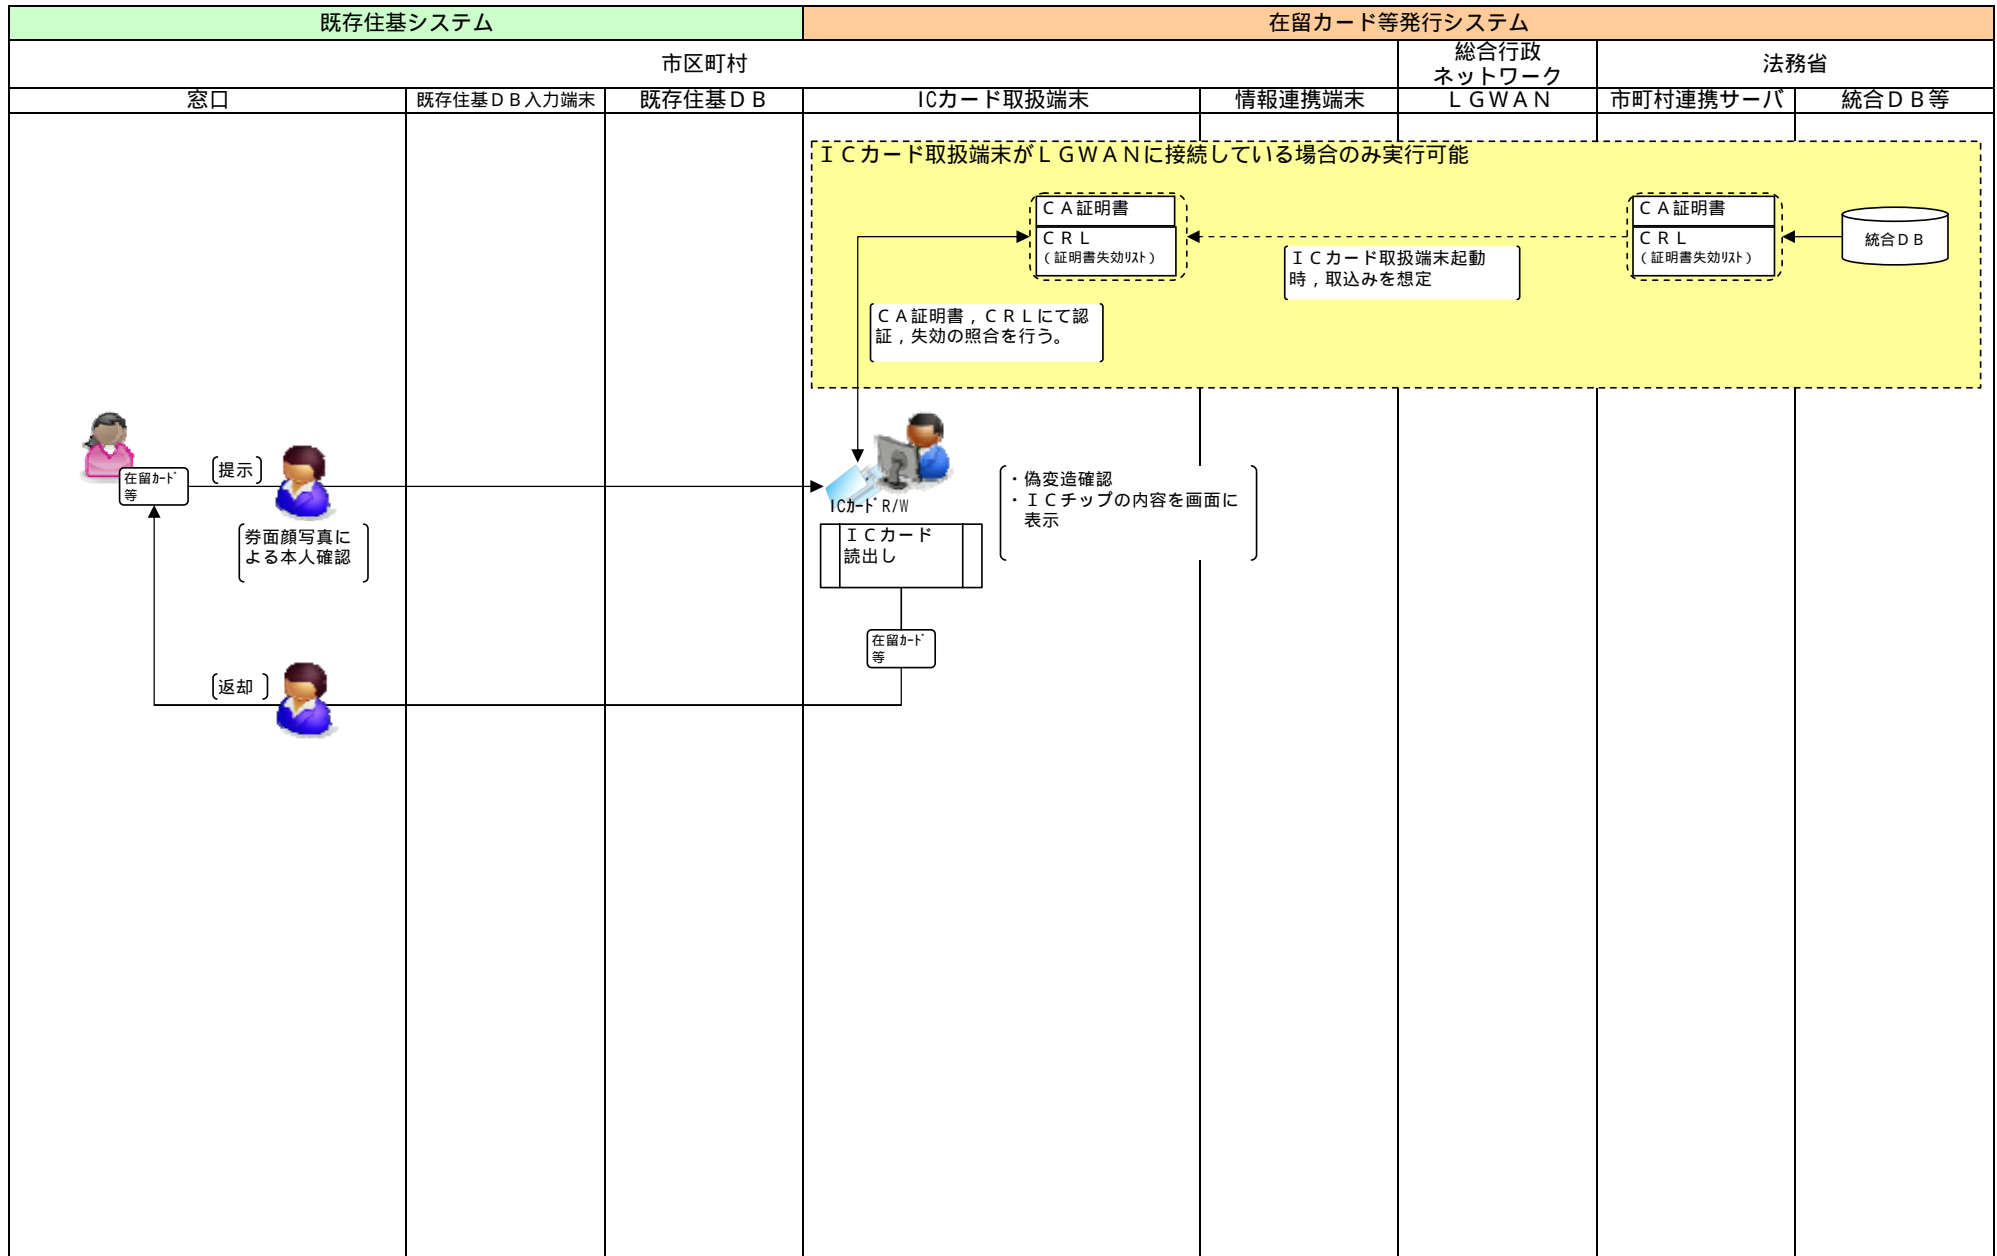 既存住基システム
在留カード等発行システム
市区町村
総合行政
ネットワーク
法務省
窓口
既存住基ＤＢ入力端末
既存住基ＤＢ
ICカード取扱端末
情報連携端末
ＬＧＷＡＮ
市町村連携サーバ
統合ＤＢ等
ＩＣカード取扱端末がＬＧＷＡＮに接続している場合のみ実行可能
ＣＡ証明書
ＣＲＬ
（証明書失効ﾘｽﾄ）
ＣＡ証明書
ＣＲＬ
（証明書失効ﾘｽﾄ）
統合ＤＢ
ＩＣカード取扱端末起動
時，取込みを想定
ＣＡ証明書，ＣＲＬにて認
証，失効の照合を行う。
在留ｶｰﾄﾞ
等
提示
券面顔写真に
よる本人確認
ICｶｰﾄﾞR/W
ＩＣカード
読出し
・偽変造確認
・ＩＣチップの内容を画面に
表示
在留ｶｰﾄﾞ
等
返却